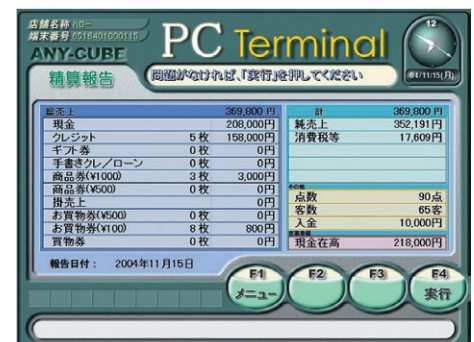 店舗名称 ハロー
端末番号 6516401000115
ANY-CUBE
PC Terminal
12
04/11/15(月)
精算報告
問題がなければ、「実行」を押してください
総売上 369,800 円
現金 208,000円
クレジット 5 枚 158,000円
ギフト券 0 枚 0円
手書きクレ/ローン 0 枚 0円
商品券(¥1000) 3 枚 3,000円
商品券(¥500) 0 枚 0円
掛売上 0円
お買物券(¥500) 0 枚 0円
お買物券(¥100) 8 枚 800円
買物券 0 枚 0円
計 369,800 円
純売上 352,191円
消費税等 17,609円
その他
点数 90点
客数 65客
入金 10,000円
現金在高 218,000円
報告日付: 2004年11月15日
F1
メニュー
F2
F3
F4
実行